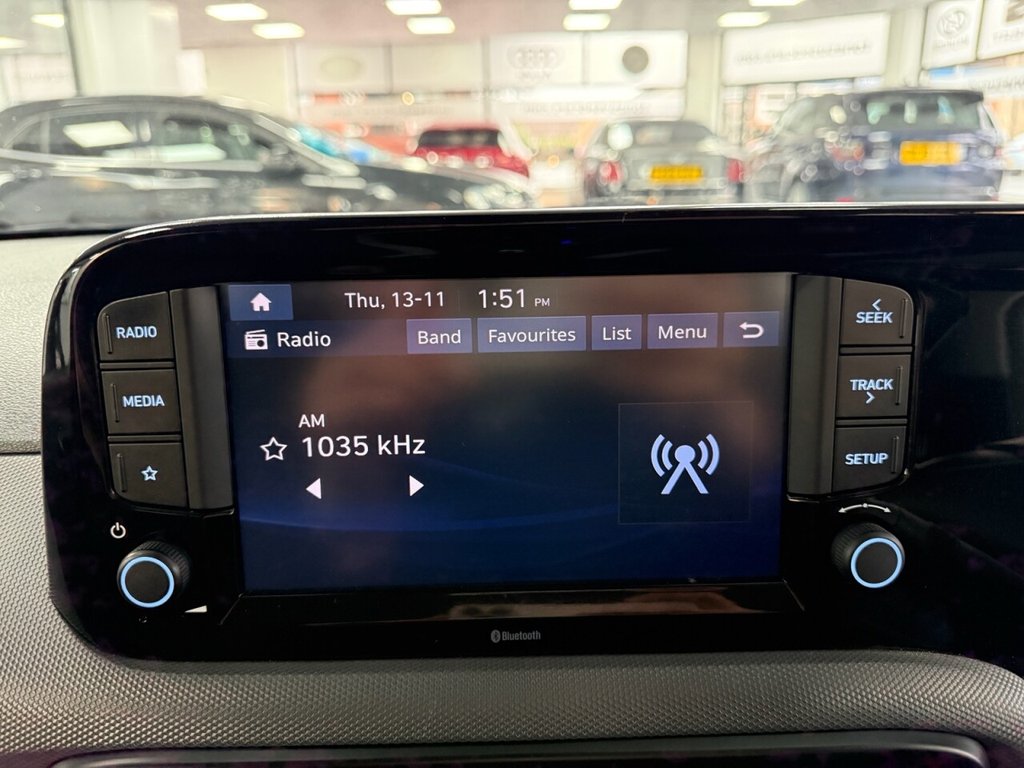 Thu, 13-11 1:51 PM
RADIO
Radio Band Favourites List Menu
SEEK
MEDIA
TRACK
AM
1035 kHz
SETUP
Bluetooth